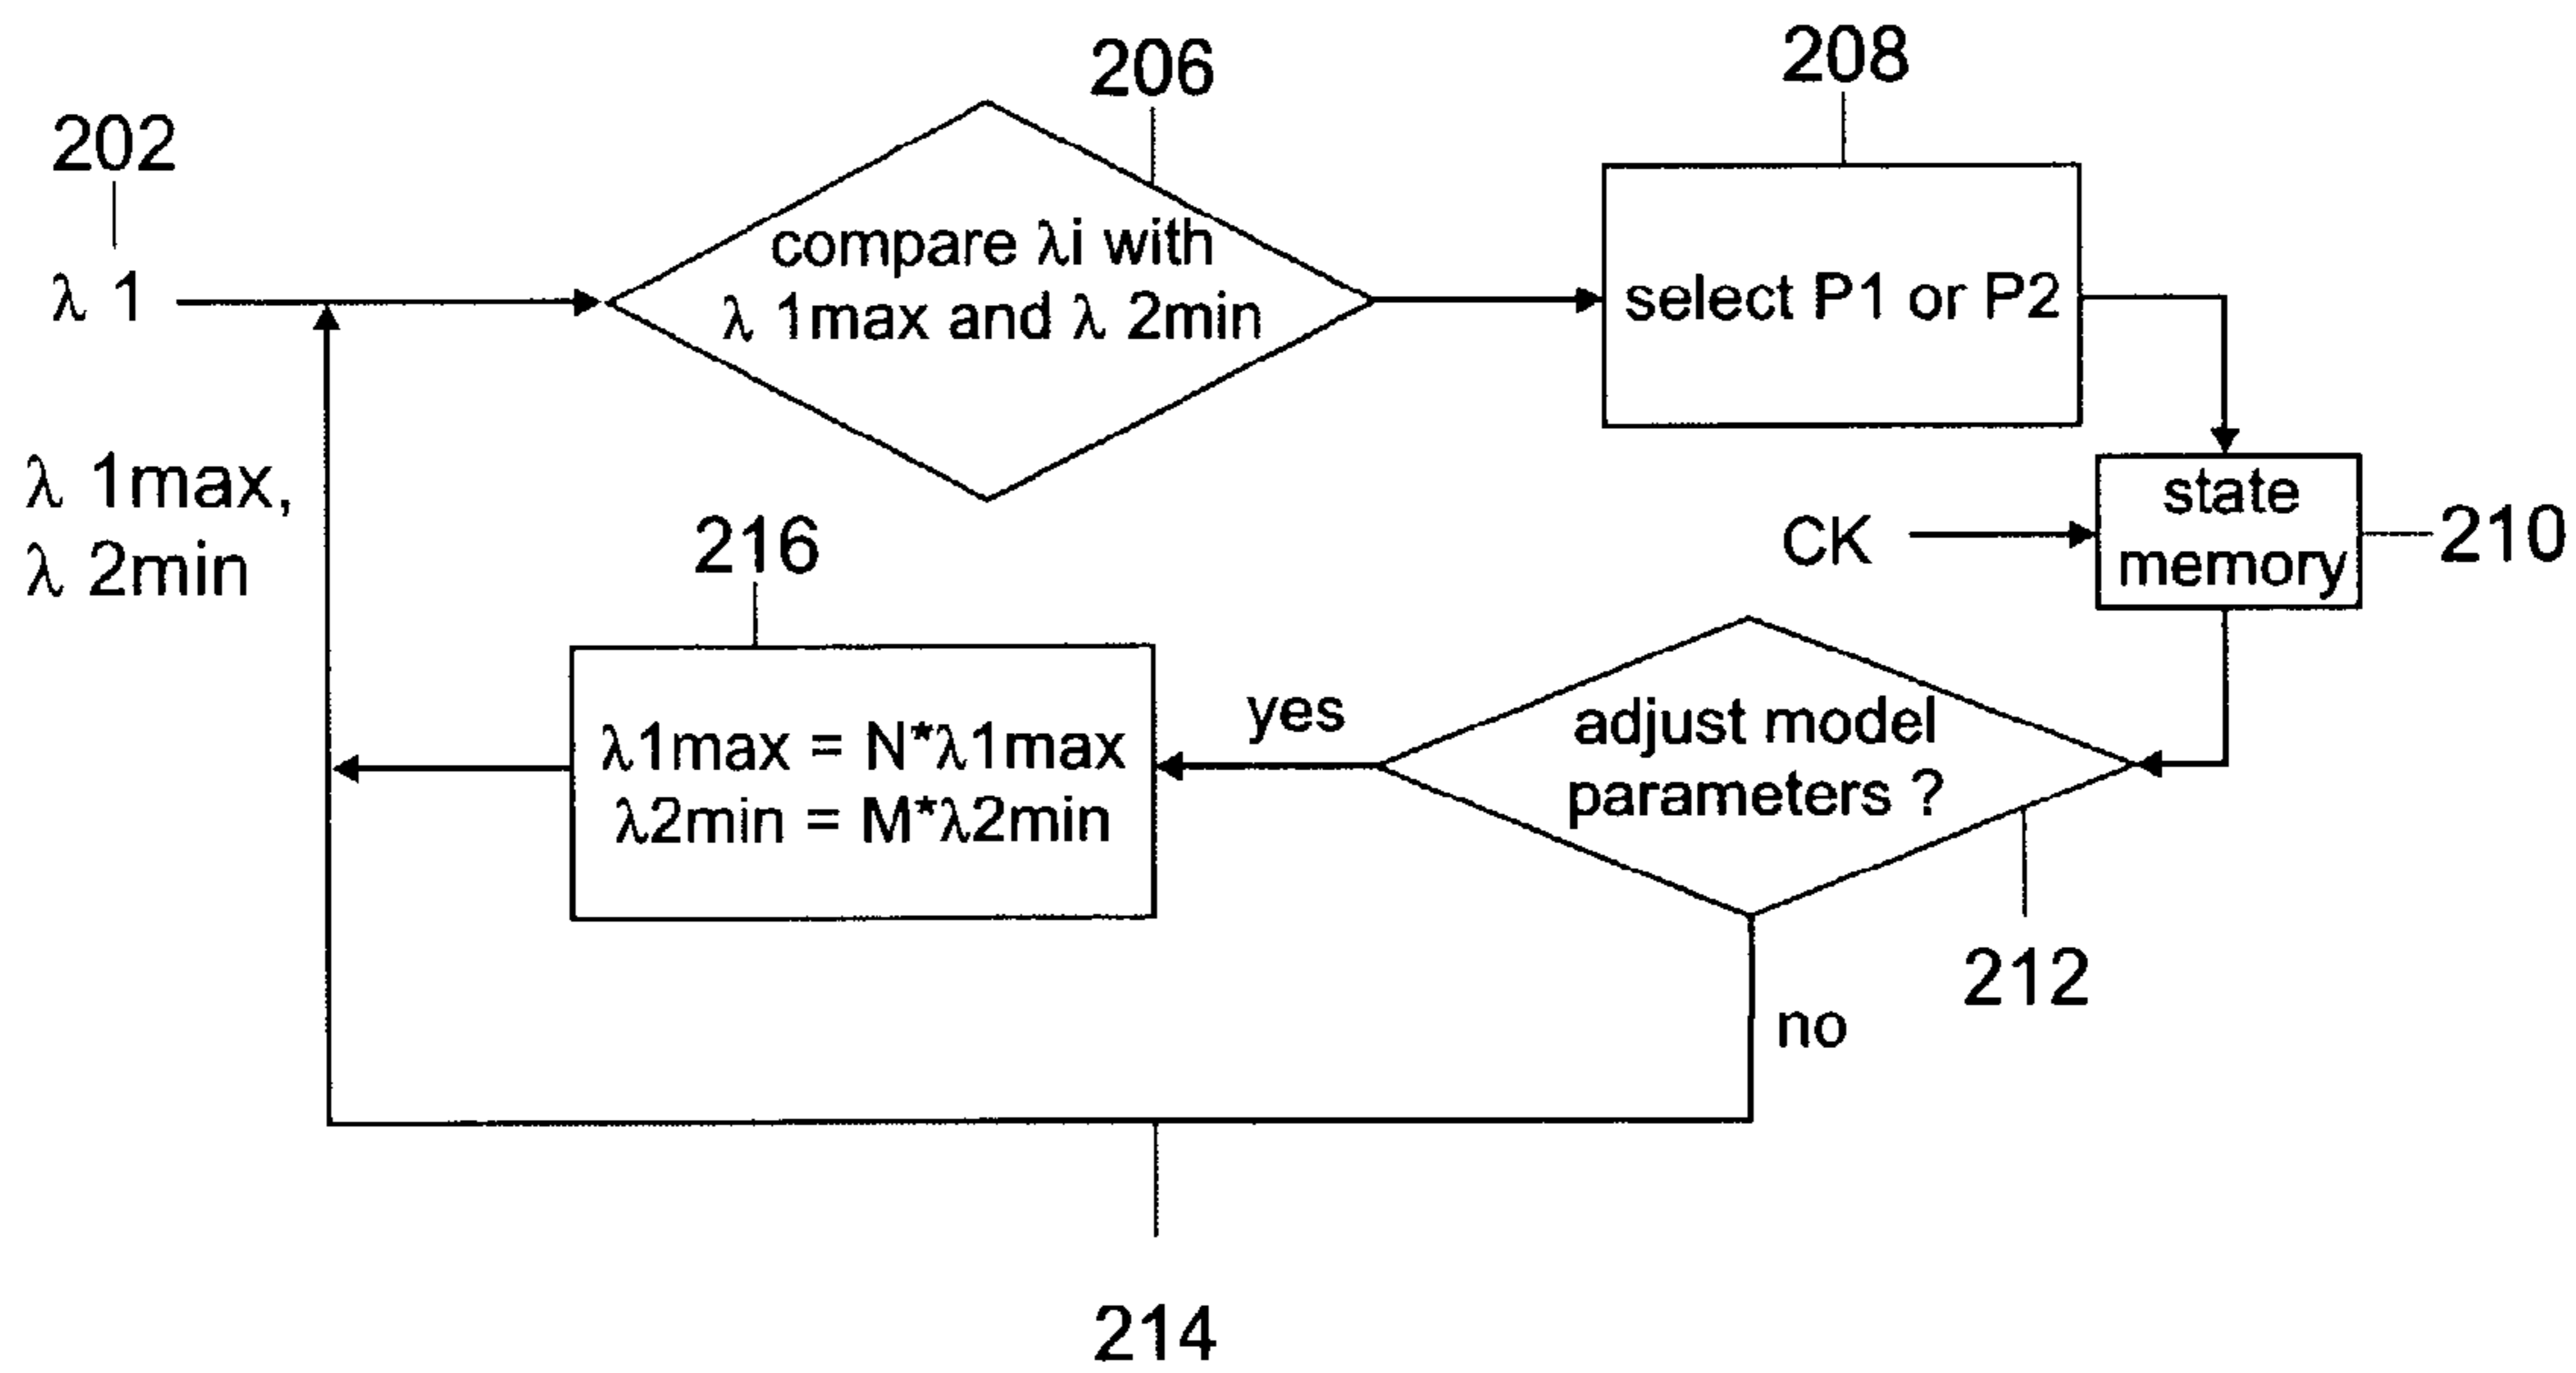 206
208
202
compare λi with
λ 1max and λ 2min
λ 1
select P1 or P2
λ 1max,
λ 2min
216
CK
state
memory
210
yes
adjust model
parameters ?
λ1max = N*λ1max
λ2min = M*λ2min
212
no
214